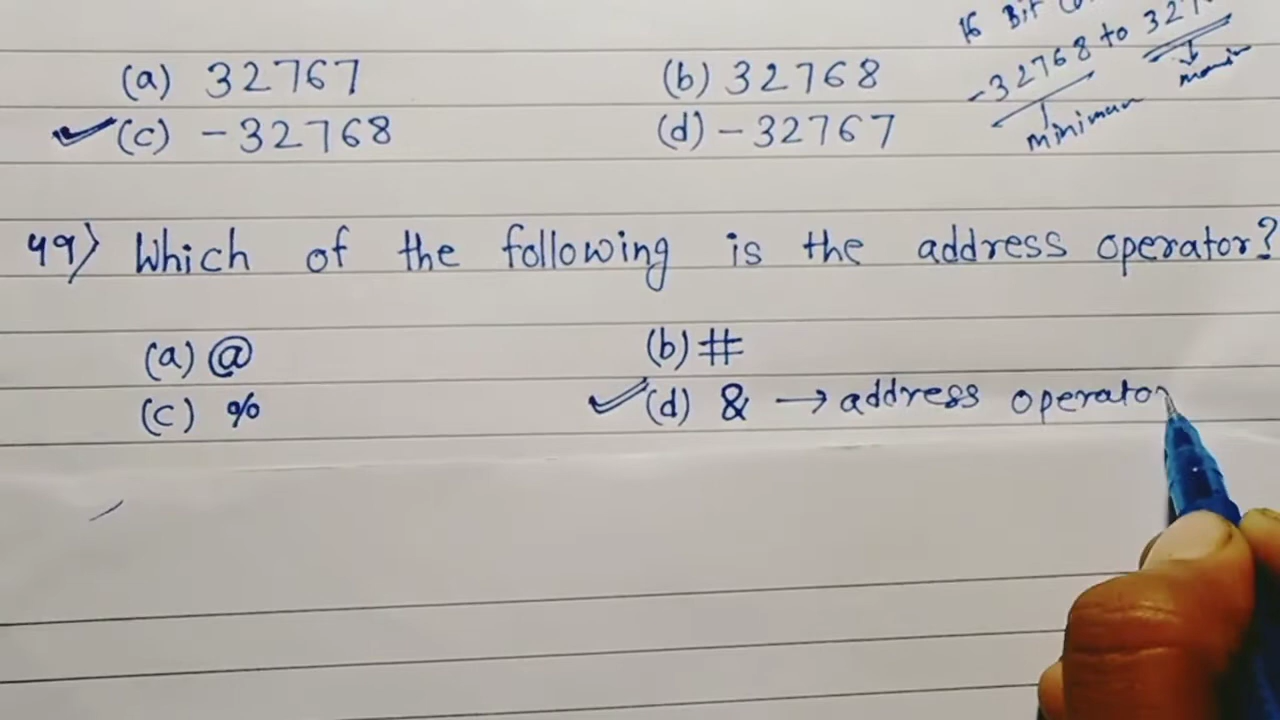 16 Bit
-32768 to 327
minimum
(a) 32767 (b) 32768
(c) -32768 (d) -32767
49) Which of the following is the address operator?
(a) @ (b) #
(c) % (d) & → address operator